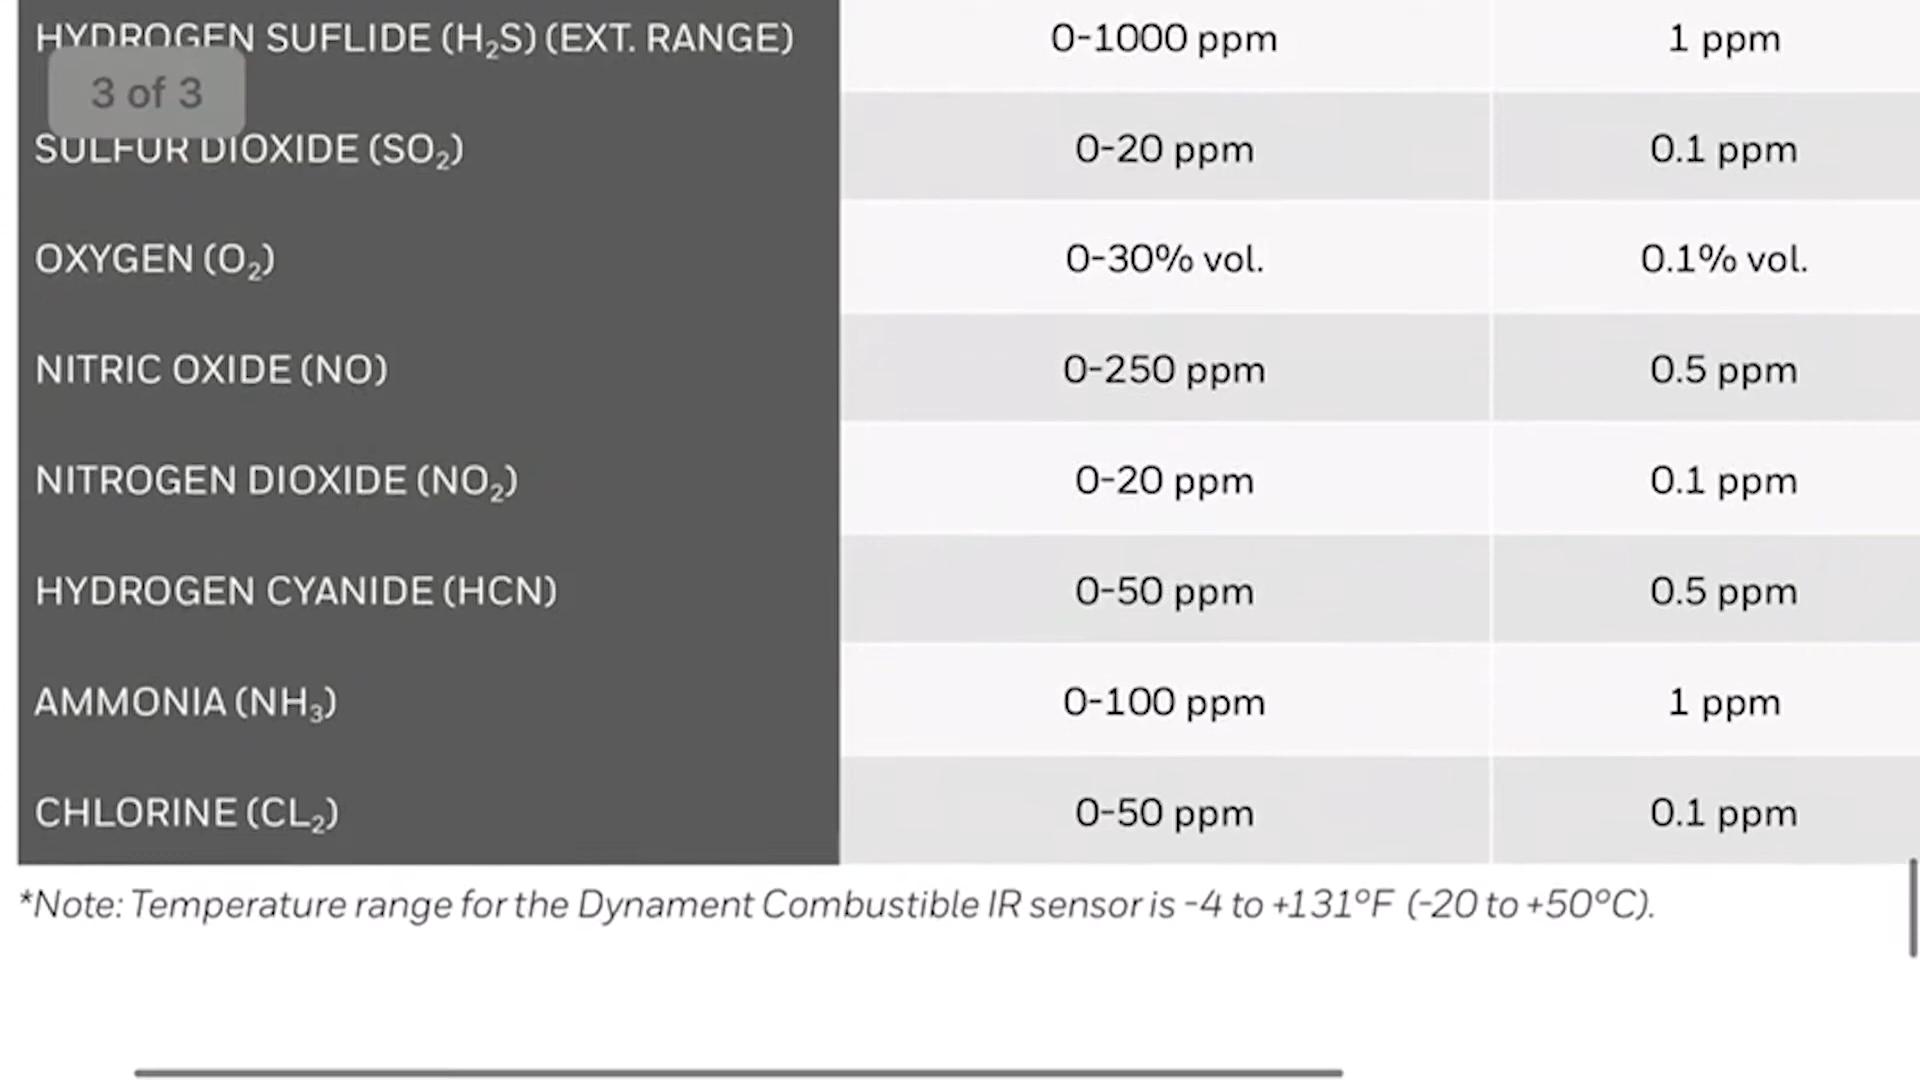 HYDROGEN SUFLIDE (H₂S) (EXT. RANGE) 0-1000 ppm 1 ppm
3 of 3
SULFUR DIOXIDE (SO₂) 0-20 ppm 0.1 ppm
OXYGEN (O₂) 0-30% vol. 0.1% vol.
NITRIC OXIDE (NO) 0-250 ppm 0.5 ppm
NITROGEN DIOXIDE (NO₂) 0-20 ppm 0.1 ppm
HYDROGEN CYANIDE (HCN) 0-50 ppm 0.5 ppm
AMMONIA (NH₃) 0-100 ppm 1 ppm
CHLORINE (CL₂) 0-50 ppm 0.1 ppm
*Note: Temperature range for the Dynament Combustible IR sensor is -4 to +131°F (-20 to +50°C).